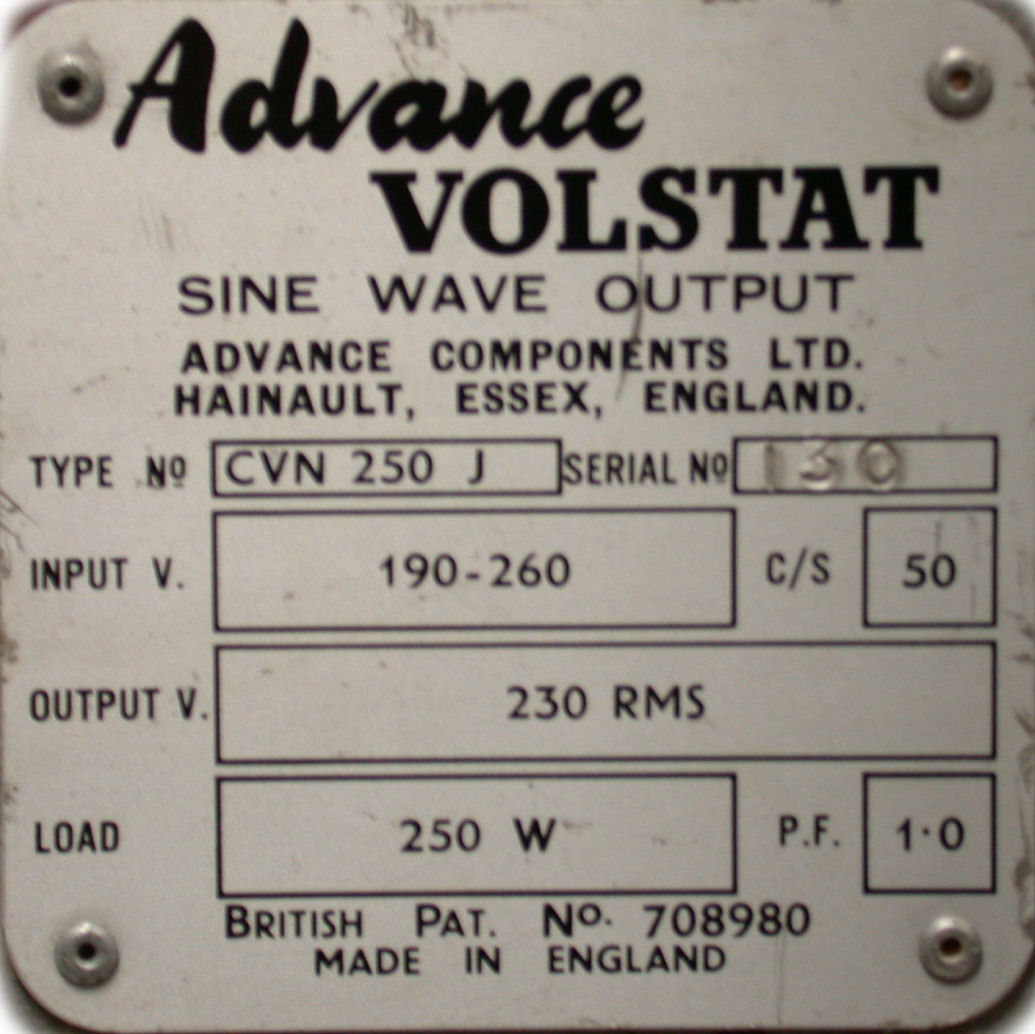 Advance
VOLSTAT
SINE WAVE OUTPUT
ADVANCE COMPONENTS LTD.
HAINAULT, ESSEX, ENGLAND.
TYPE Nº CVN 250 J SERIAL Nº 130
INPUT V. 190-260 C/S 50
OUTPUT V. 230 RMS
LOAD 250 W P.F. 1·0
BRITISH PAT. Nº. 708980
MADE IN ENGLAND